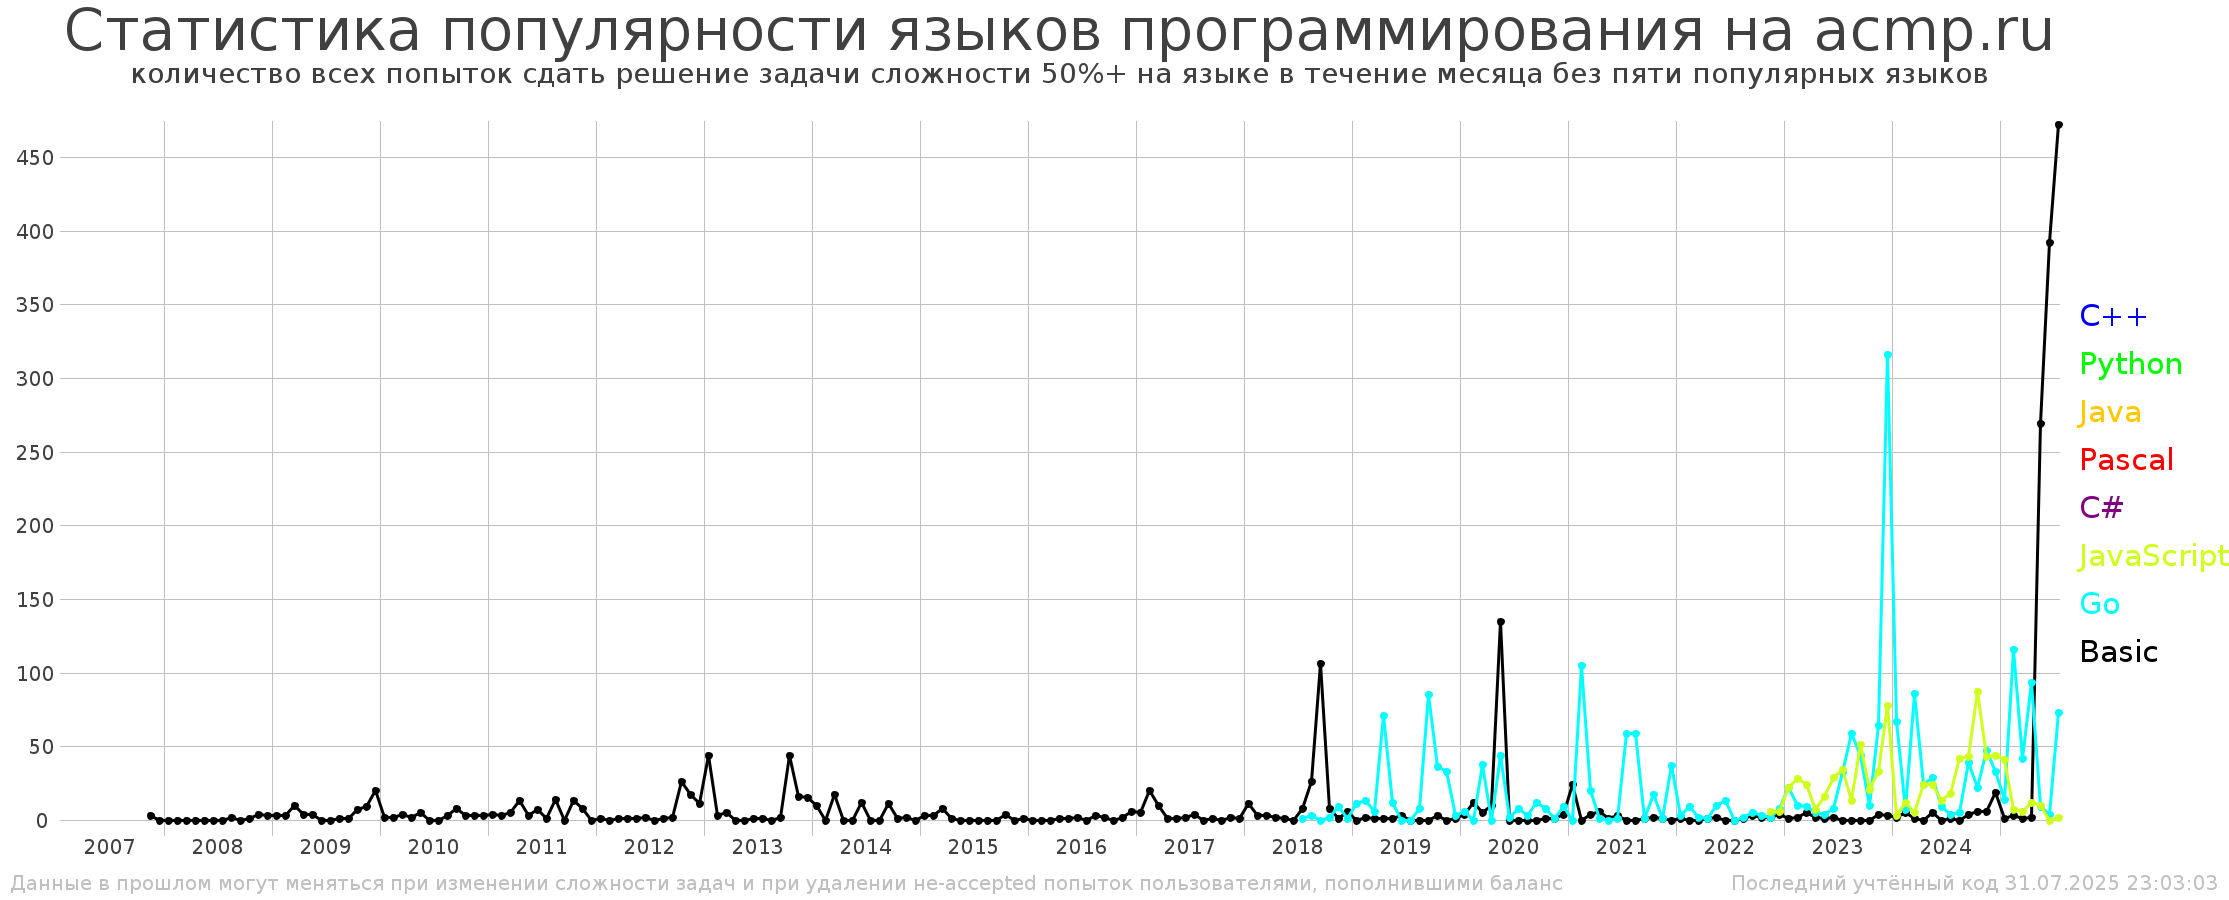 Статистика популярности языков программирования на acmp.ru
количество всех попыток сдать решение задачи сложности 50%+ на языке в течение месяца без пяти популярных языков
450
400
350
300
250
200
150
100
50
0
C++
Python
Java
Pascal
C#
JavaScript
Go
Basic
2007 2008 2009 2010 2011 2012 2013 2014 2015 2016 2017 2018 2019 2020 2021 2022 2023 2024
Данные в прошлом могут меняться при изменении сложности задач и при удалении не-accepted попыток пользователями, пополнившими баланс
Последний учтённый код 31.07.2025 23:03:03